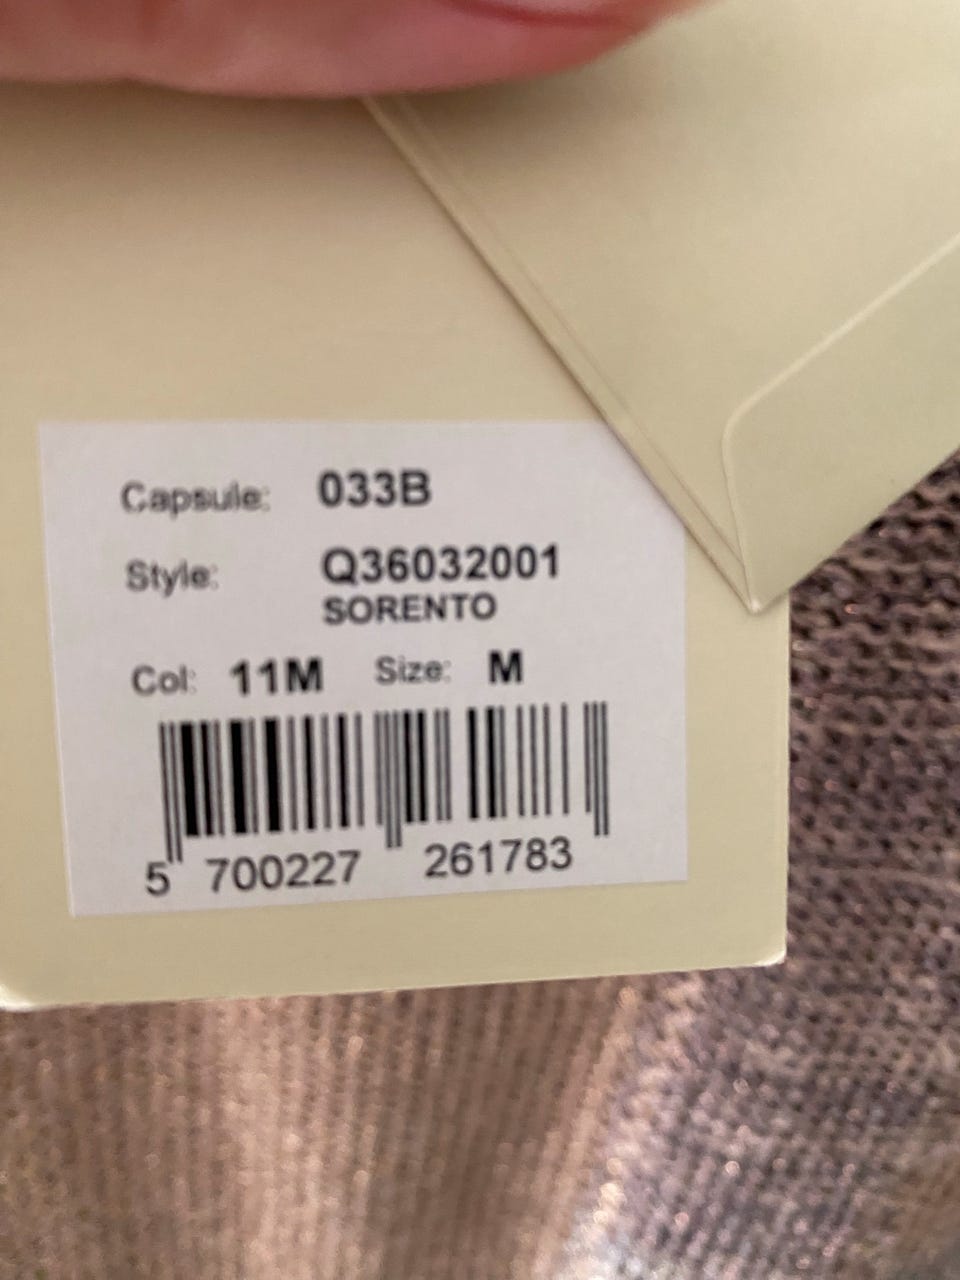 Capsule: 033B
Style: Q36032001
SORENTO
Col: 11M Size: M
5 700227 261783